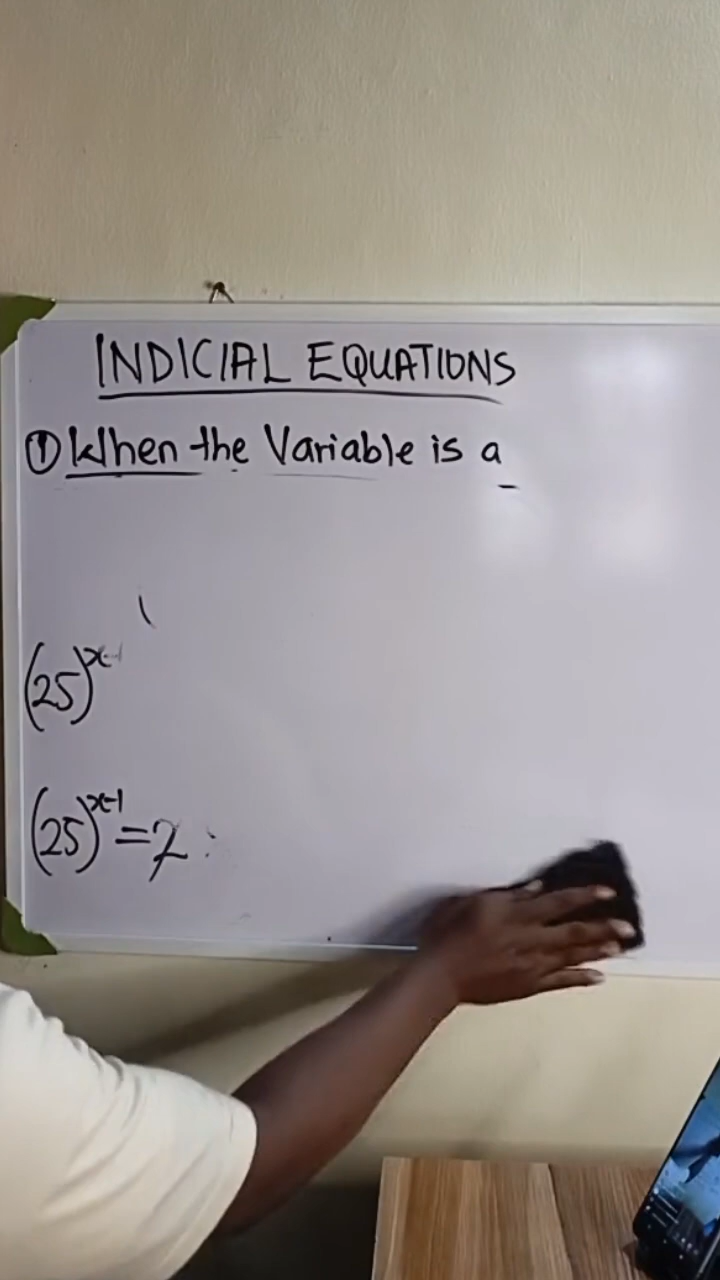 INDICIAL EQUATIONS
① When the Variable is a
(25)^x-1
(25)^x-1 = 7